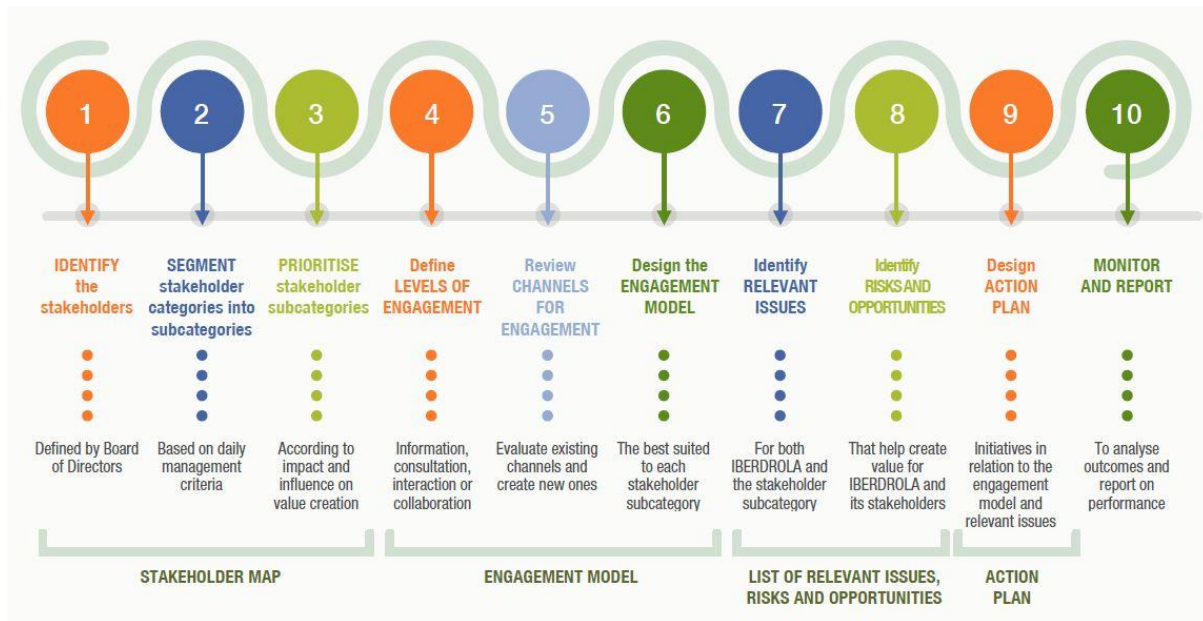 1
2
3
4
5
6
7
8
9
10
IDENTIFY
the
stakeholders
SEGMENT
stakeholder
categories into
subcategories
PRIORITISE
stakeholder
subcategories
Define
LEVELS OF
ENGAGEMENT
Review
CHANNELS
FOR
ENGAGEMENT
Design the
ENGAGEMENT
MODEL
Identify
RELEVANT
ISSUES
Identify
RISKS AND
OPPORTUNITIES
Design
ACTION
PLAN
MONITOR
AND REPORT
Defined by Board
of Directors
Based on daily
management
criteria
According to
impact and
influence on
value creation
Information,
consultation,
interaction or
collaboration
Evaluate existing
channels and
create new ones
The best suited
to each
stakeholder
subcategory
For both
IBERDROLA and
the stakeholder
subcategory
That help create
value for
IBERDROLA and
its stakeholders
Initiatives in
relation to the
engagement
model and
relevant issues
To analyse
outcomes and
report on
performance
STAKEHOLDER MAP
ENGAGEMENT MODEL
LIST OF RELEVANT ISSUES,
RISKS AND OPPORTUNITIES
ACTION
PLAN